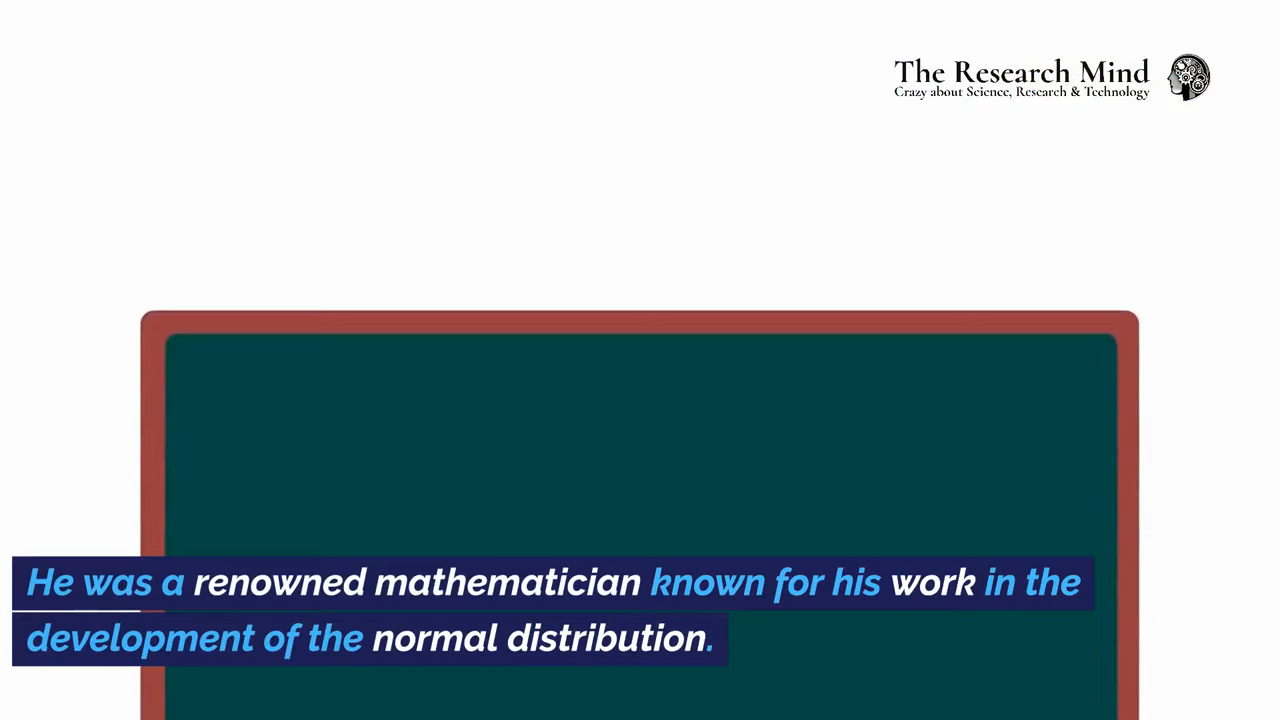 The Research Mind
Crazy about Science, Research & Technology
He was a renowned mathematician known for his work in the
development of the normal distribution.